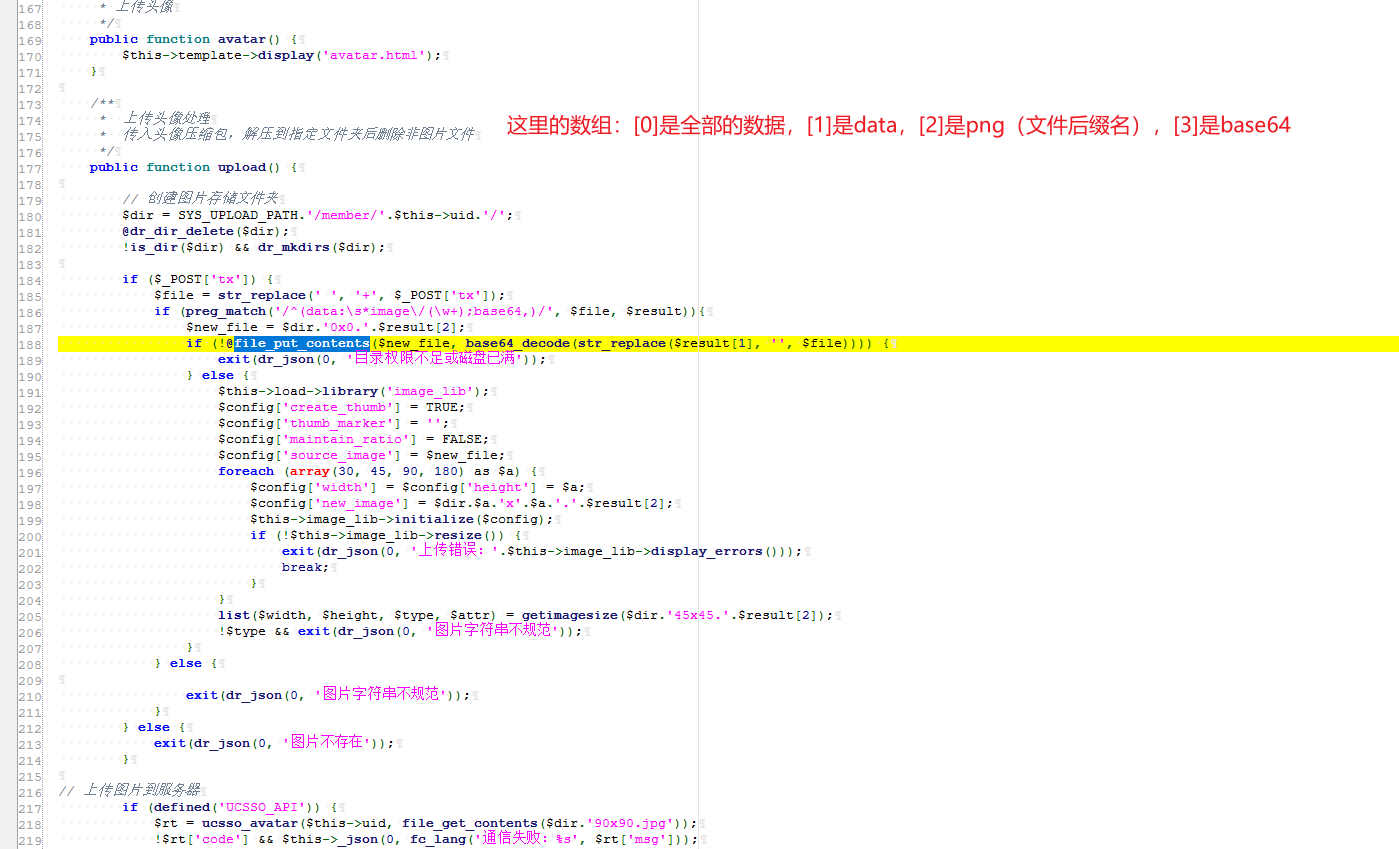 167 * 上传头像
168 */
169 public function avatar() {
170 $this->template->display('avatar.html');
171 }
172
173 /**
174 * 上传头像处理
175 * 传入头像压缩包，解压到指定文件夹后删除非图片文件
这里的数组：[0]是全部的数据，[1]是data，[2]是png（文件后缀名），[3]是base64
176 */
177 public function upload() {
178
179 // 创建图片存储文件夹
180 $dir = SYS_UPLOAD_PATH.'/member/'.$this->uid.'/';
181 @dr_dir_delete($dir);
182 !is_dir($dir) && dr_mkdirs($dir);
183
184 if ($_POST['tx']) {
185 $file = str_replace(' ', '+', $_POST['tx']);
186 if (preg_match('/^(data:\s*image\/(\w+);base64,)/', $file, $result)){
187 $new_file = $dir.'0x0.'.$result[2];
188 if (!@file_put_contents($new_file, base64_decode(str_replace($result[1], '', $file)))) {
189 exit(dr_json(0, '目录权限不足或磁盘已满'));
190 } else {
191 $this->load->library('image_lib');
192 $config['create_thumb'] = TRUE;
193 $config['thumb_marker'] = '';
194 $config['maintain_ratio'] = FALSE;
195 $config['source_image'] = $new_file;
196 foreach (array(30, 45, 90, 180) as $a) {
197 $config['width'] = $config['height'] = $a;
198 $config['new_image'] = $dir.$a.'x'.$a.'.'.$result[2];
199 $this->image_lib->initialize($config);
200 if (!$this->image_lib->resize()) {
201 exit(dr_json(0, '上传错误：'.$this->image_lib->display_errors()));
202 break;
203 }
204 }
205 list($width, $height, $type, $attr) = getimagesize($dir.'45x45.'.$result[2]);
206 !$type && exit(dr_json(0, '图片字符串不规范'));
207 }
208 } else {
209
210 exit(dr_json(0, '图片字符串不规范'));
211 }
212 } else {
213 exit(dr_json(0, '图片不存在'));
214 }
215
216 // 上传图片到服务器
217 if (defined('UCSSO_API')) {
218 $rt = ucsso_avatar($this->uid, file_get_contents($dir.'90x90.jpg'));
219 !$rt['code'] && $this->_json(0, fc_lang('通信失败：%s', $rt['msg']));